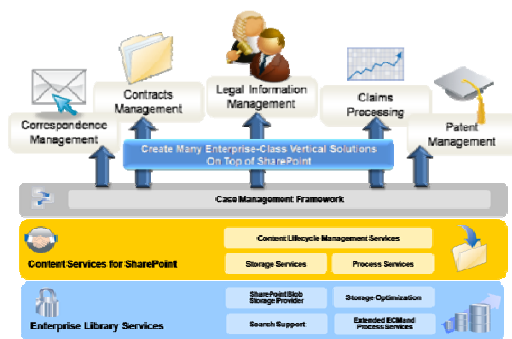 Legal Information
Management
Contracts
Management
Claims
Processing
Correspondence
Management
Patent
Management
Create Many Enterprise-Class Vertical Solutions
On Top of SharePoint
Case Management Framework
Content Lifecycle Management Services
Content Services for SharePoint
Storage Services
Process Services
SharePoint Blob
Storage Provider
Storage Optimization
Enterprise Library Services
Search Support
Extended ECM and
Process Services